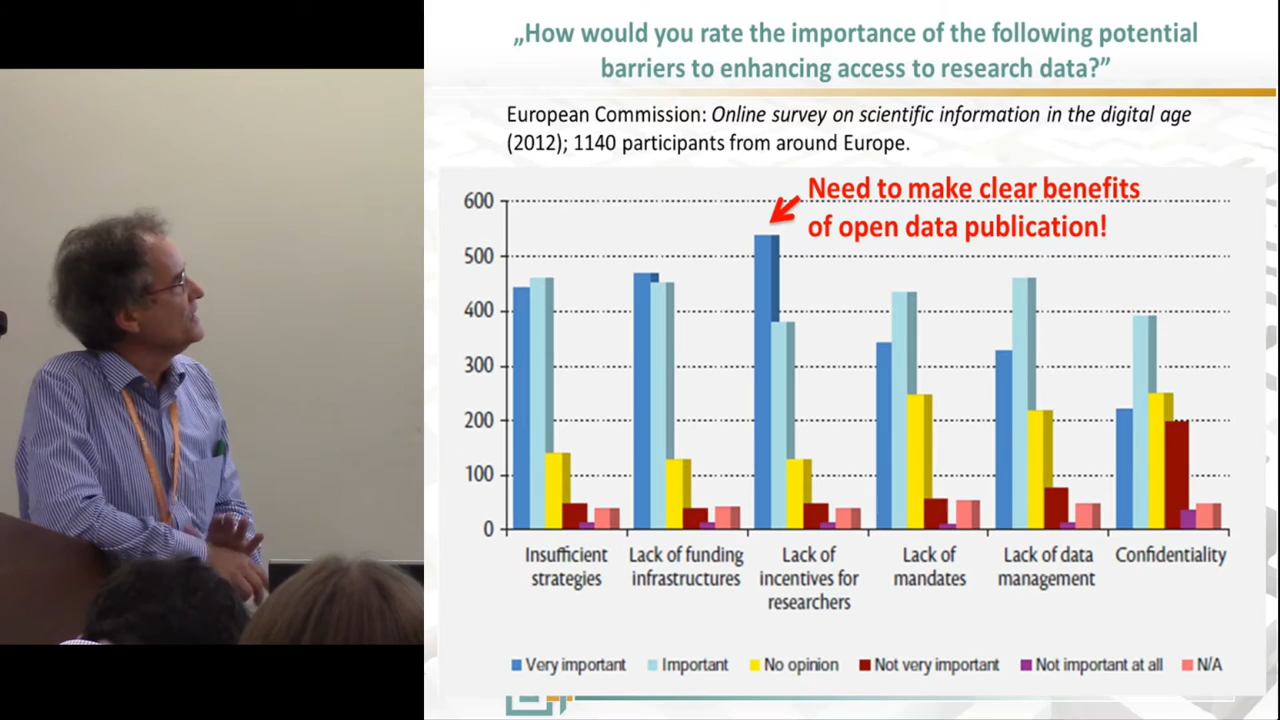 „How would you rate the importance of the following potential
barriers to enhancing access to research data?”
European Commission: Online survey on scientific information in the digital age
(2012); 1140 participants from around Europe.
Need to make clear benefits
of open data publication!
600
500
400
300
200
100
0
Insufficient
strategies
Lack of funding
infrastructures
Lack of
incentives for
researchers
Lack of
mandates
Lack of data
management
Confidentiality
Very important
Important
No opinion
Not very important
Not important at all
N/A